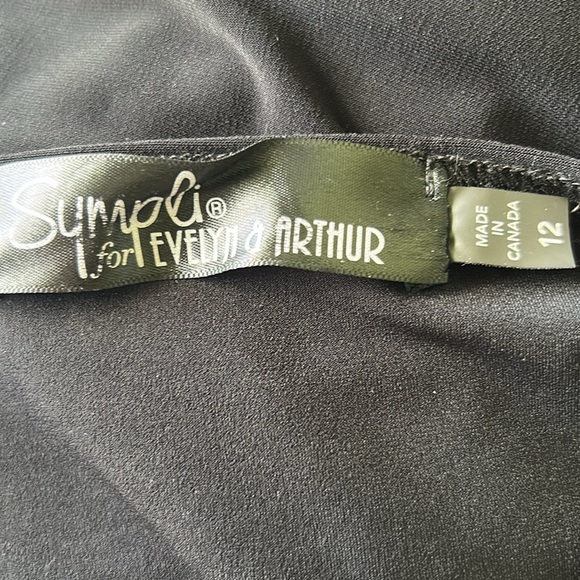 Sympli®
for EVELYN & ARTHUR
MADE
IN
CANADA
12